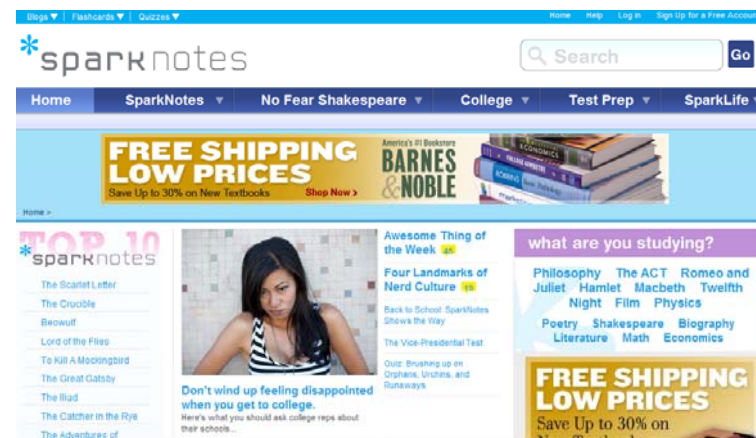 Blogs ▼ | Flashcards ▼ | Quizzes ▼
Home Help Log in Sign Up for a Free Accoun
*sparknotes
Search
Go
Home SparkNotes ▼ No Fear Shakespeare ▼ College ▼ Test Prep ▼ SparkLife
FREE SHIPPING
LOW PRICES
Save Up to 30% on New Textbooks Shop Now >
America's #1 Bookstore
BARNES
&NOBLE
ECONOMICS
Home >
TOP 10
*sparknotes
The Scarlet Letter
The Crucible
Beowulf
Lord of the Flies
To Kill A Mockingbird
The Great Gatsby
The Iliad
The Catcher in the Rye
The Adventures of
Don't wind up feeling disappointed
when you get to college.
Here's what you should ask college reps about
their schools...
Awesome Thing of
the Week
Four Landmarks of
Nerd Culture
Back to School: SparkNotes
Shows the Way
The Vice-Presidential Test
Quiz: Brushing up on
Orphans, Urchins, and
Runaways
what are you studying?
Philosophy The ACT Romeo and
Juliet Hamlet Macbeth Twelfth
Night Film Physics
Poetry Shakespeare Biography
Literature Math Economics
FREE SHIPPING
LOW PRICES
Save Up to 30% on